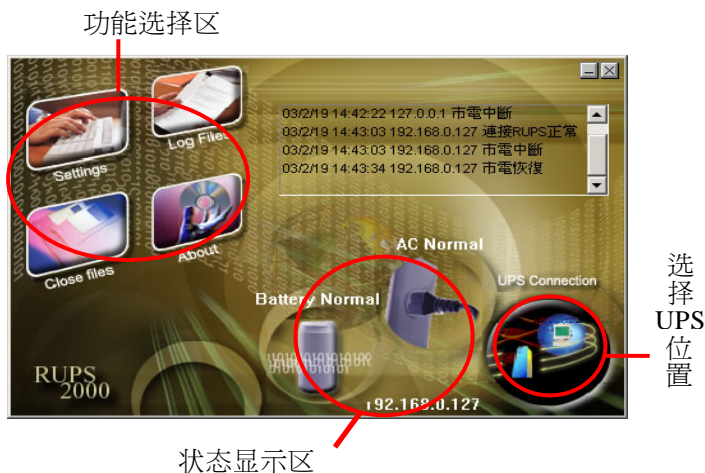 功能选择区
03/2/19 14:42:22 127.0.0.1 市電中斷
03/2/19 14:43:03 192.168.0.127 連接RUPS正常
03/2/19 14:43:03 192.168.0.127 市電中斷
03/2/19 14:43:34 192.168.0.127 市電恢復
Settings
Log Files
Close files
About
AC Normal
Battery Normal
UPS Connection
选
择
UPS
位
置
RUPS
2000
192.168.0.127
状态显示区